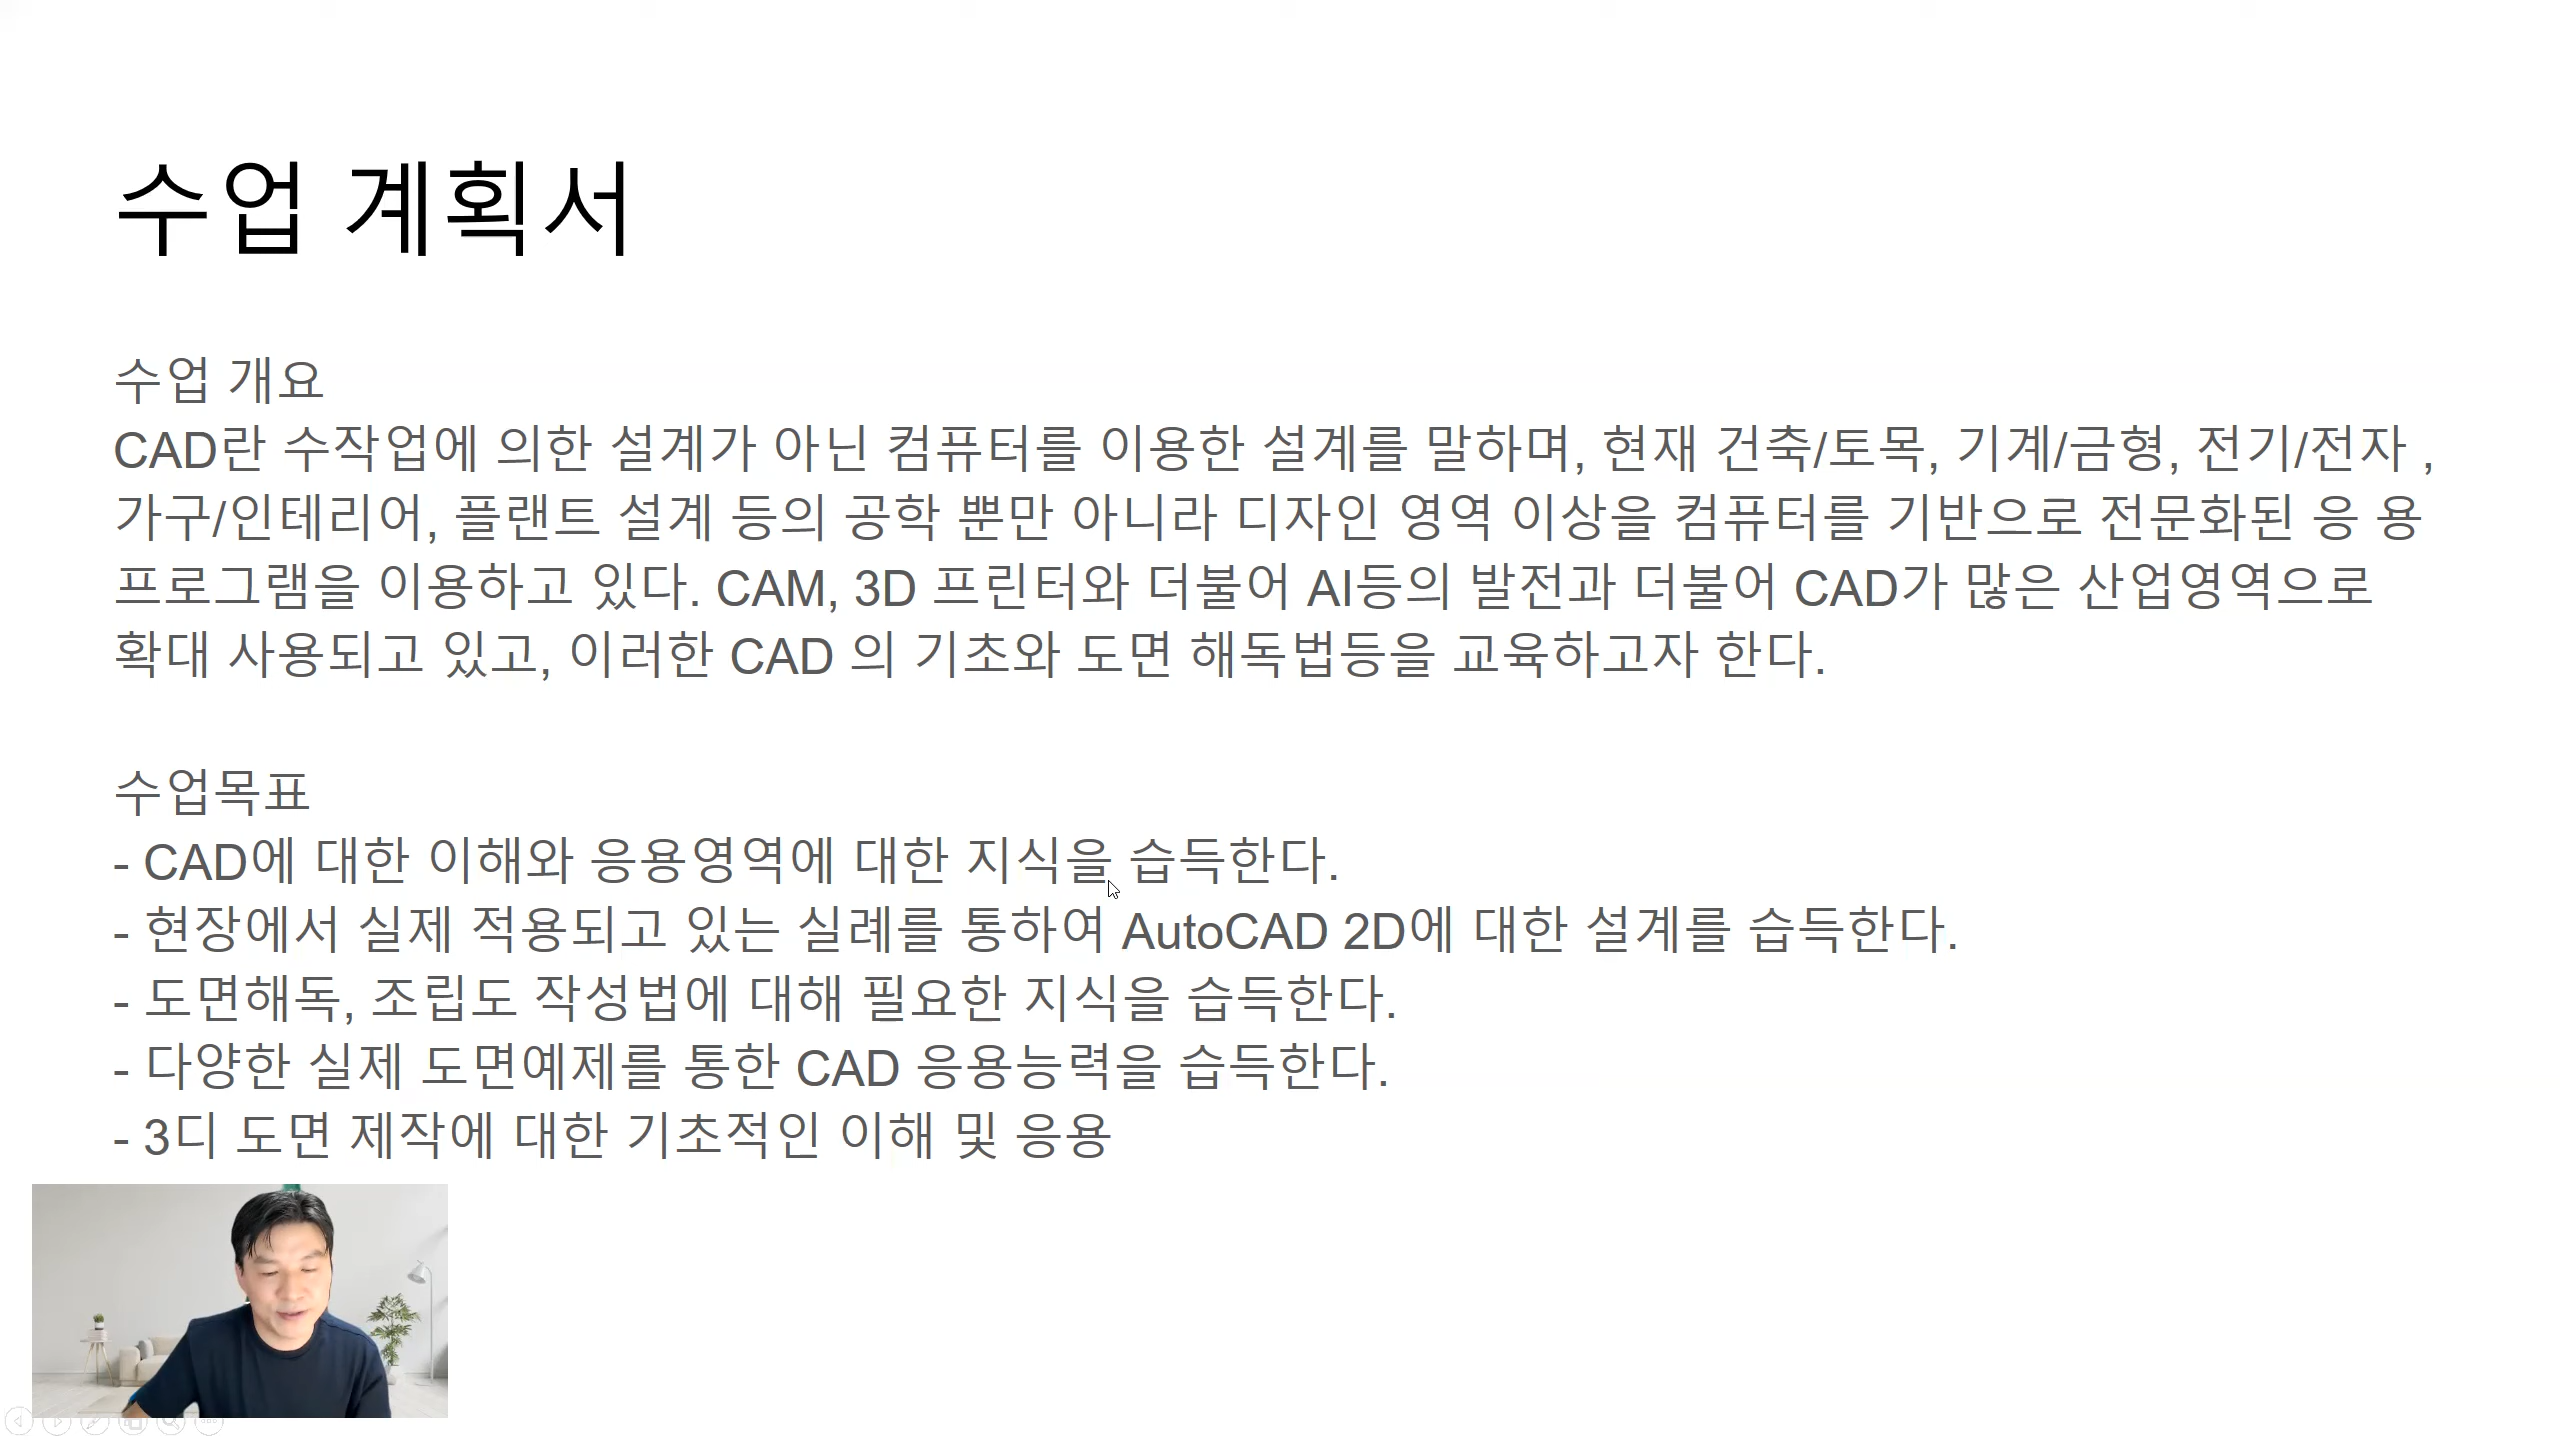 수업 계획서
수업 개요
CAD란 수작업에 의한 설계가 아닌 컴퓨터를 이용한 설계를 말하며, 현재 건축/토목, 기계/금형, 전기/전자 ,
가구/인테리어, 플랜트 설계 등의 공학 뿐만 아니라 디자인 영역 이상을 컴퓨터를 기반으로 전문화된 응 용
프로그램을 이용하고 있다. CAM, 3D 프린터와 더불어 AI등의 발전과 더불어 CAD가 많은 산업영역으로
확대 사용되고 있고, 이러한 CAD 의 기초와 도면 해독법등을 교육하고자 한다.
수업목표
- CAD에 대한 이해와 응용영역에 대한 지식을 습득한다.
- 현장에서 실제 적용되고 있는 실례를 통하여 AutoCAD 2D에 대한 설계를 습득한다.
- 도면해독, 조립도 작성법에 대해 필요한 지식을 습득한다.
- 다양한 실제 도면예제를 통한 CAD 응용능력을 습득한다.
- 3디 도면 제작에 대한 기초적인 이해 및 응용